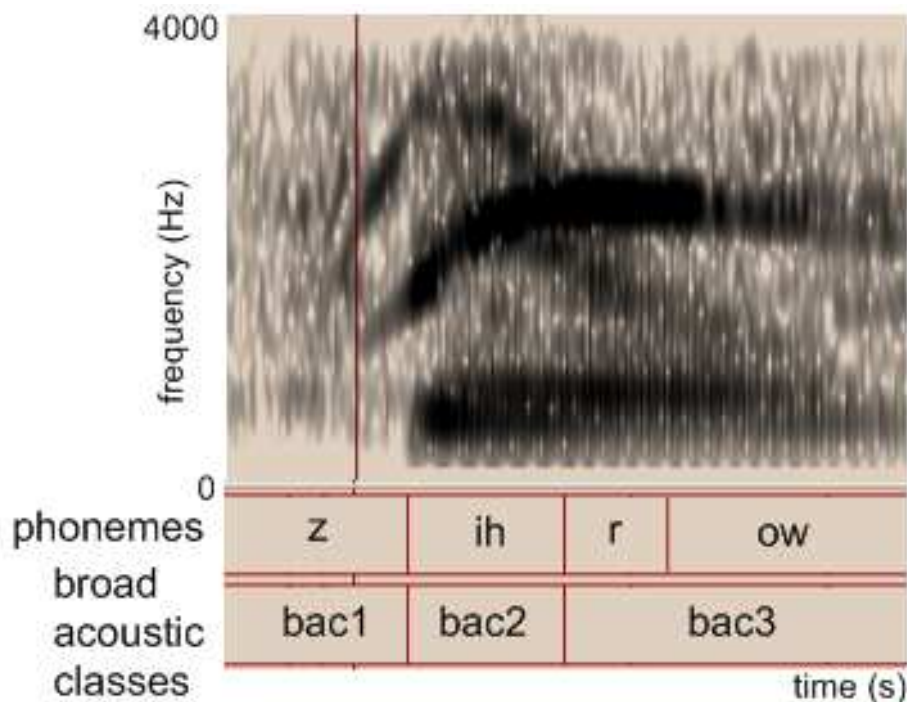 4000
frequency (Hz)
0
phonemes z ih r ow
broad
acoustic bac1 bac2 bac3
classes
time (s)